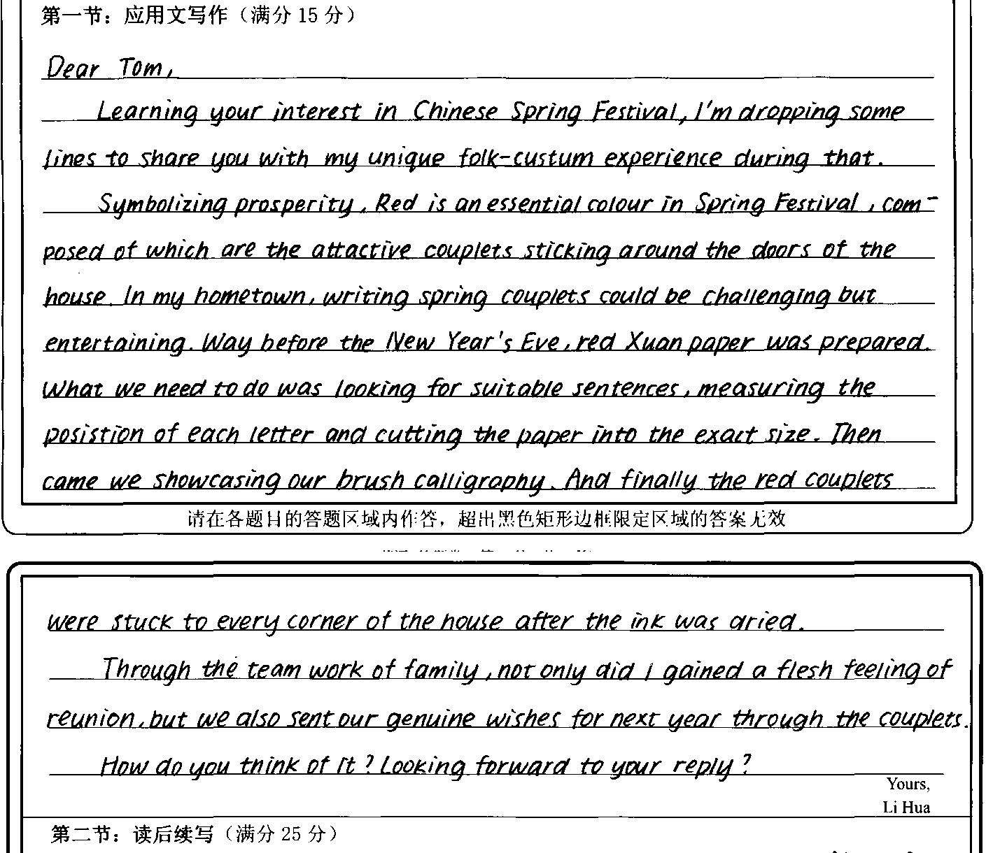 第一节：应用文写作（满分 15 分）
Dear Tom,
Learning your interest in Chinese Spring Festival, I'm dropping some
lines to share you with my unique folk-custum experience during that.
Symbolizing prosperity, Red is an essential colour in Spring Festival, com-
posed of which are the attactive couplets sticking around the doors of the
house. In my hometown, writing spring couplets could be challenging but
entertaining. Way before the New Year's Eve, red Xuan paper was prepared.
What we need to do was looking for suitable sentences, measuring the
posistion of each letter and cutting the paper into the exact size. Then
came we showcasing our brush calligraphy. And finally the red couplets
请在各题目的答题区域内作答，超出黑色矩形边框限定区域的答案无效
were stuck to every corner of the house after the ink was dried.
Through the team work of family, not only did I gained a flesh feeling of
reunion, but we also sent our genuine wishes for next year through the couplets.
How do you think of it? Looking forward to your reply?
Yours,
Li Hua
第二节：读后续写（满分 25 分）